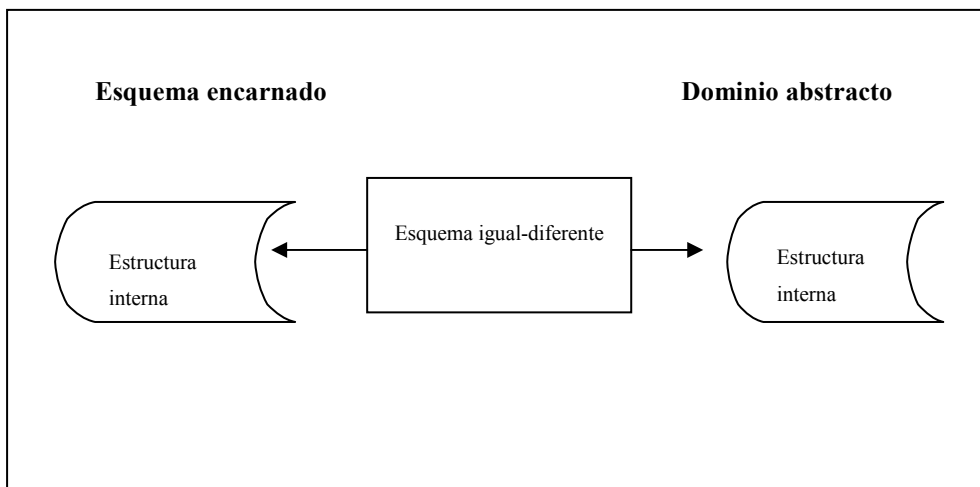 Esquema encarnado
Dominio abstracto
Esquema igual-diferente
Estructura
interna
Estructura
interna